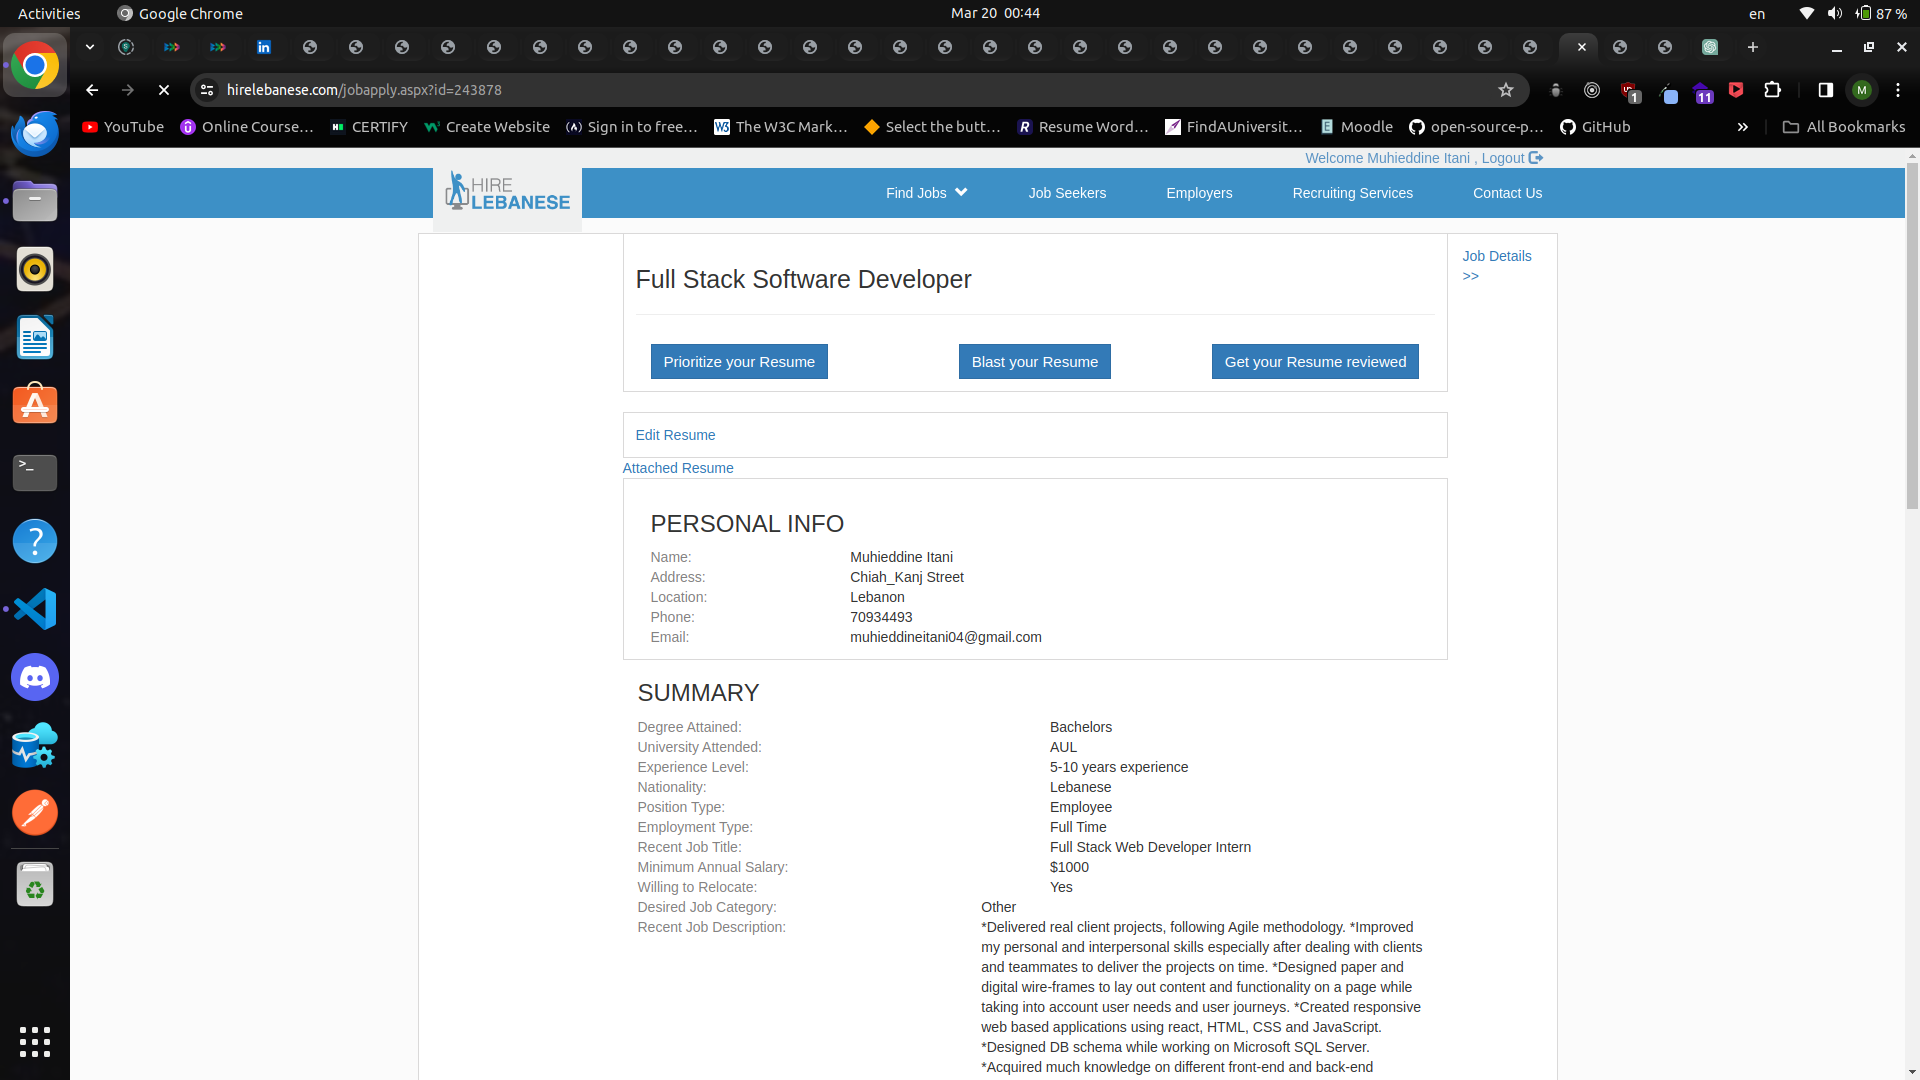 Activities
Google Chrome
Mar 20 00:44
en
87 %
hirelebanese.com/jobapply.aspx?id=243878
1
11
M
YouTube
Online Course…
CERTIFY
Create Website
Sign in to free…
The W3C Mark…
Select the butt…
Resume Word…
FindAUniversit…
Moodle
open-source-p…
GitHub
All Bookmarks
Welcome Muhieddine Itani , Logout
HIRE
LEBANESE
Find Jobs
Job Seekers
Employers
Recruiting Services
Contact Us
Full Stack Software Developer
Job Details
>>
Prioritize your Resume
Blast your Resume
Get your Resume reviewed
Edit Resume
Attached Resume
PERSONAL INFO
Name: Muhieddine Itani
Address: Chiah_Kanj Street
Location: Lebanon
Phone: 70934493
Email: muhieddineitani04@gmail.com
SUMMARY
Degree Attained: Bachelors
University Attended: AUL
Experience Level: 5-10 years experience
Nationality: Lebanese
Position Type: Employee
Employment Type: Full Time
Recent Job Title: Full Stack Web Developer Intern
Minimum Annual Salary: $1000
Willing to Relocate: Yes
Desired Job Category: Other
Recent Job Description: *Delivered real client projects, following Agile methodology. *Improved
my personal and interpersonal skills especially after dealing with clients
and teammates to deliver the projects on time. *Designed paper and
digital wire-frames to lay out content and functionality on a page while
taking into account user needs and user journeys. *Created responsive
web based applications using react, HTML, CSS and JavaScript.
*Designed DB schema while working on Microsoft SQL Server.
*Acquired much knowledge on different front-end and back-end